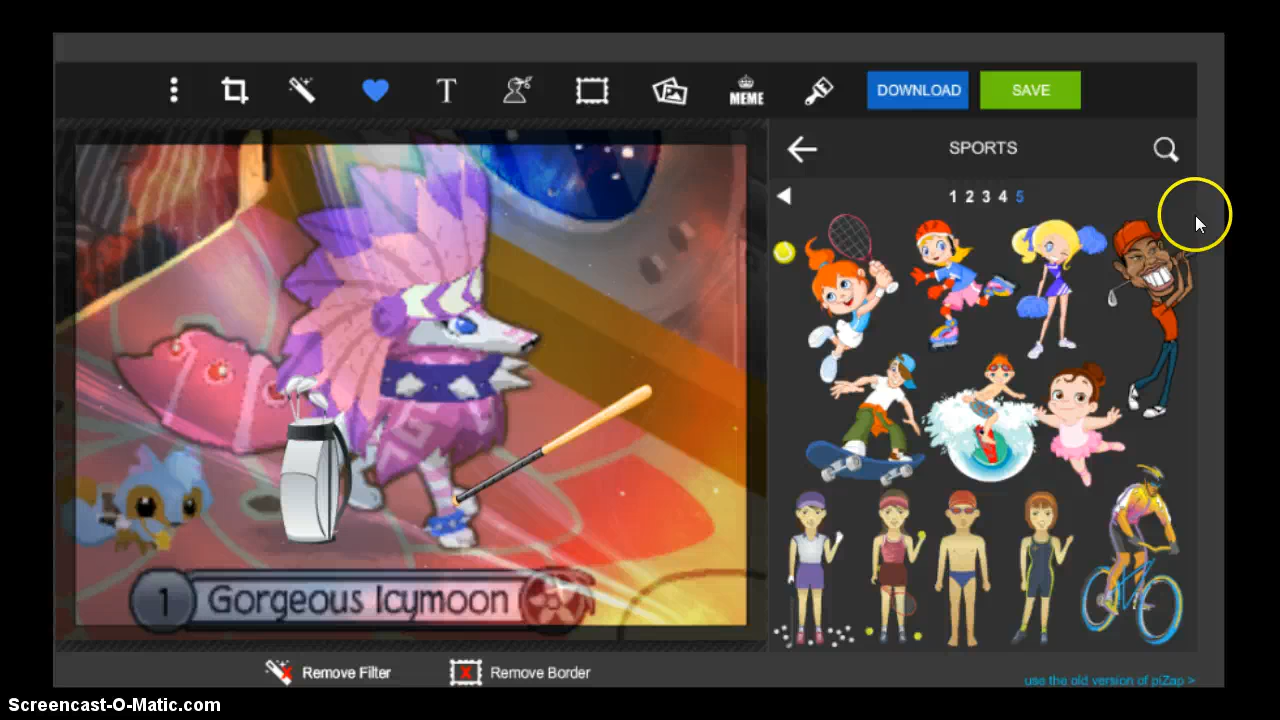 T
MEME
DOWNLOAD
SAVE
SPORTS
1 2 3 4 5
1 Gorgeous Icymoon
Remove Filter
Remove Border
use the old version of piZap >
Screencast-O-Matic.com